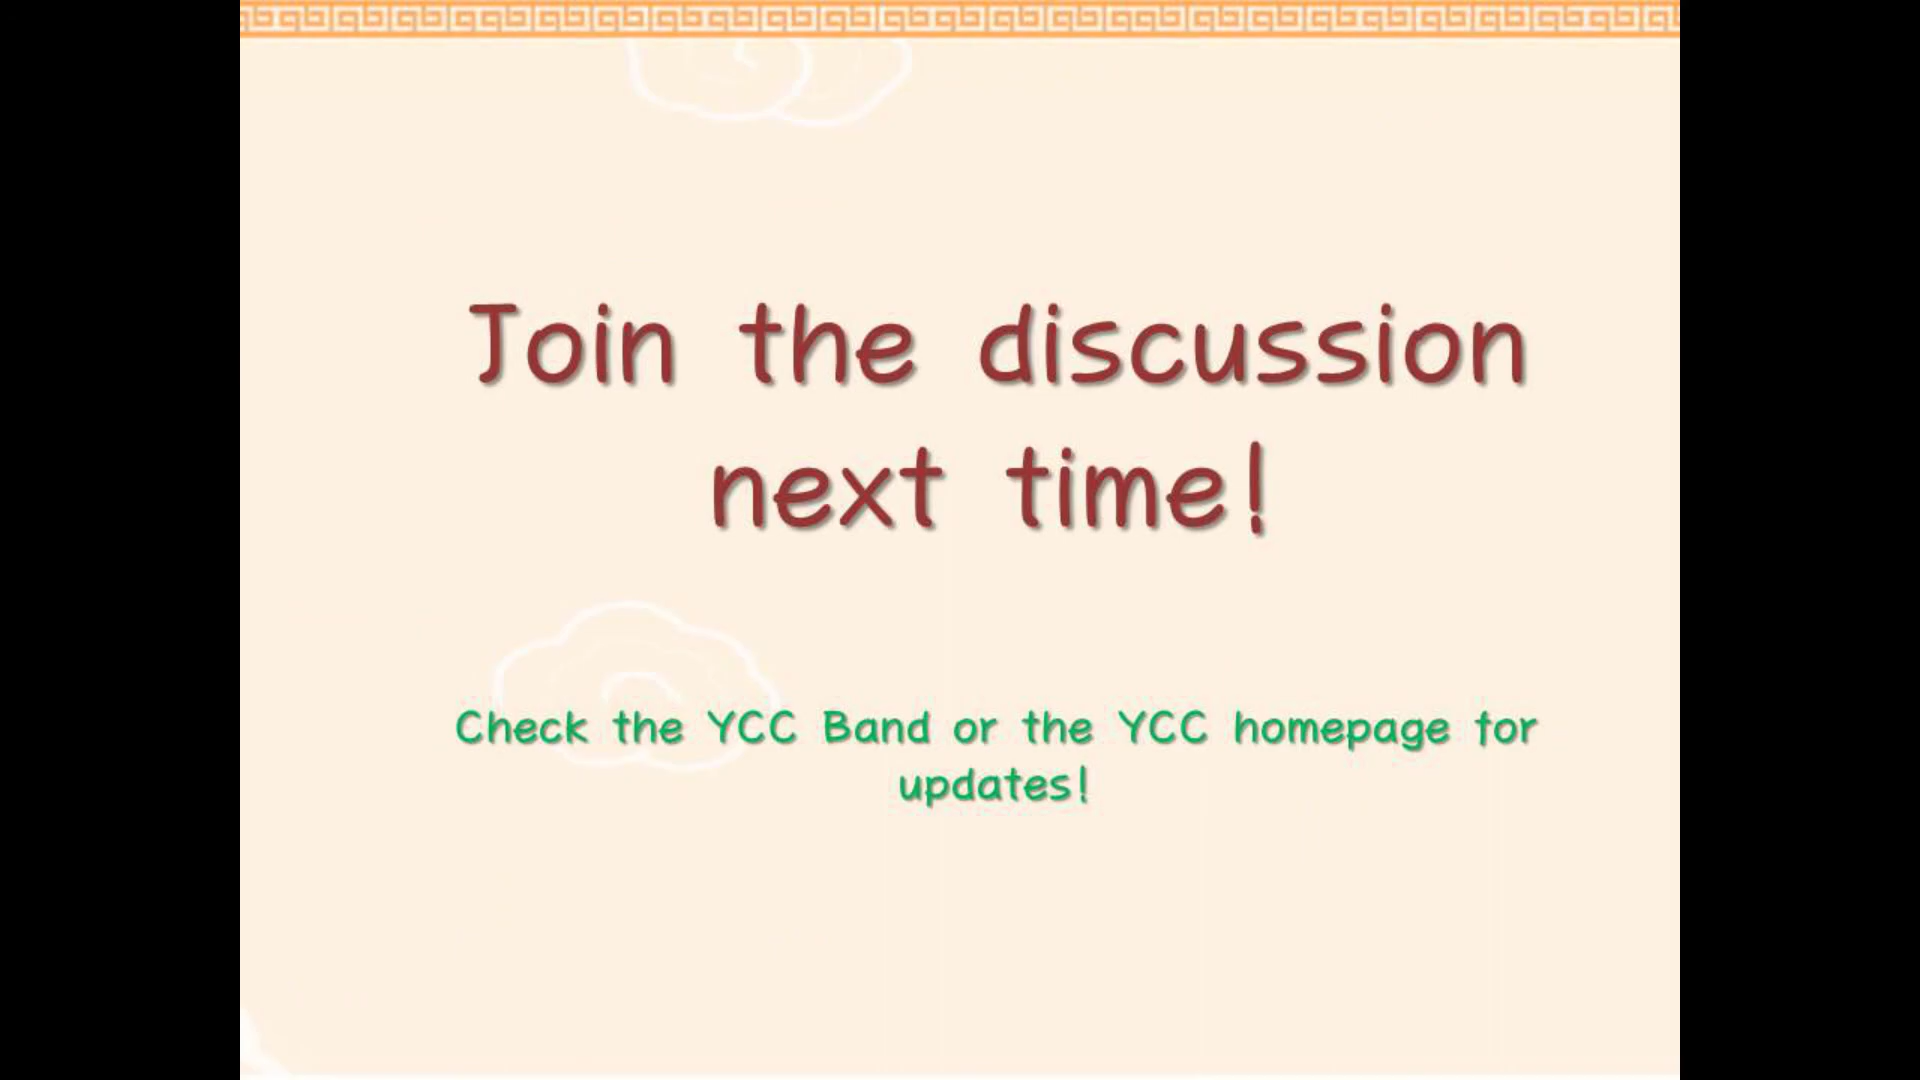 Join the discussion
next time!
Check the YCC Band or the YCC homepage for
updates!